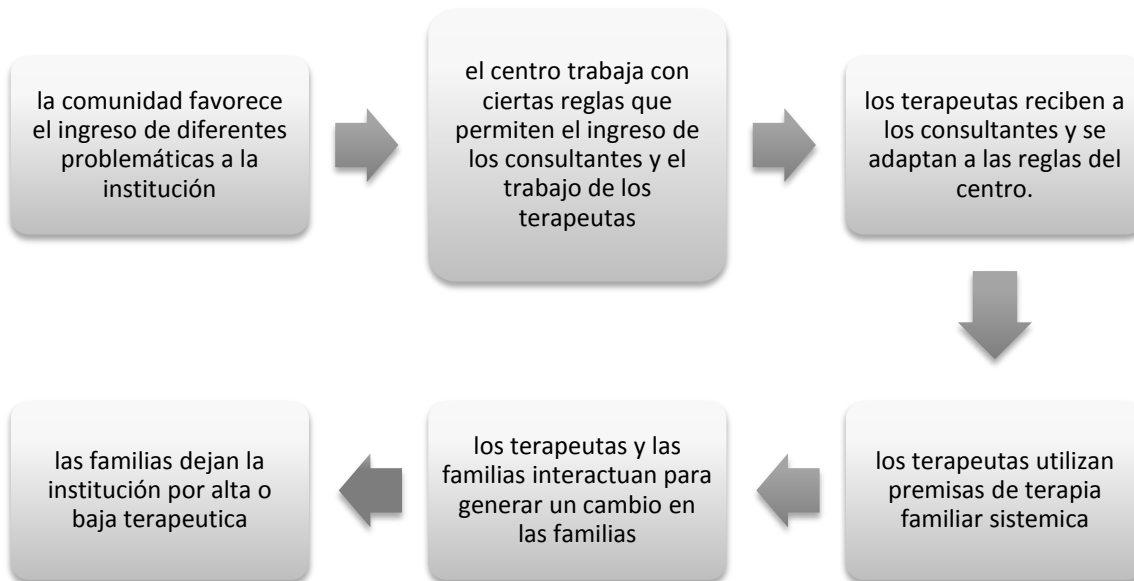 la comunidad favorece
el ingreso de diferentes
problemáticas a la
institución
el centro trabaja con
ciertas reglas que
permiten el ingreso de
los consultantes y el
trabajo de los
terapeutas
los terapeutas reciben a
los consultantes y se
adaptan a las reglas del
centro.
los terapeutas utilizan
premisas de terapia
familiar sistemica
los terapeutas y las
familias interactuan para
generar un cambio en
las familias
las familias dejan la
institución por alta o
baja terapeutica